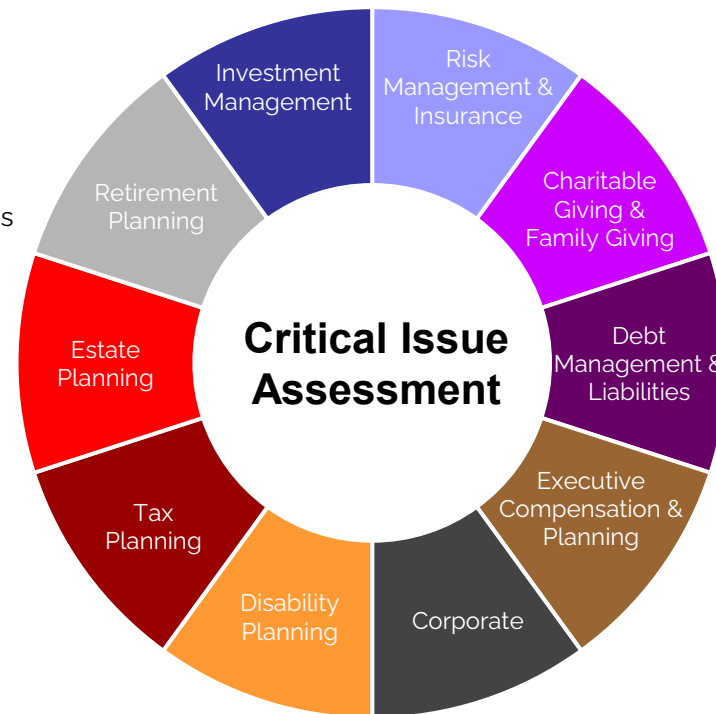 Investment
Management
Risk
Management &
Insurance
Charitable
Giving &
Family Giving
Debt
Management &
Liabilities
Executive
Compensation &
Planning
Corporate
Disability
Planning
Tax
Planning
Estate
Planning
Retirement
Planning
s
Critical Issue
Assessment